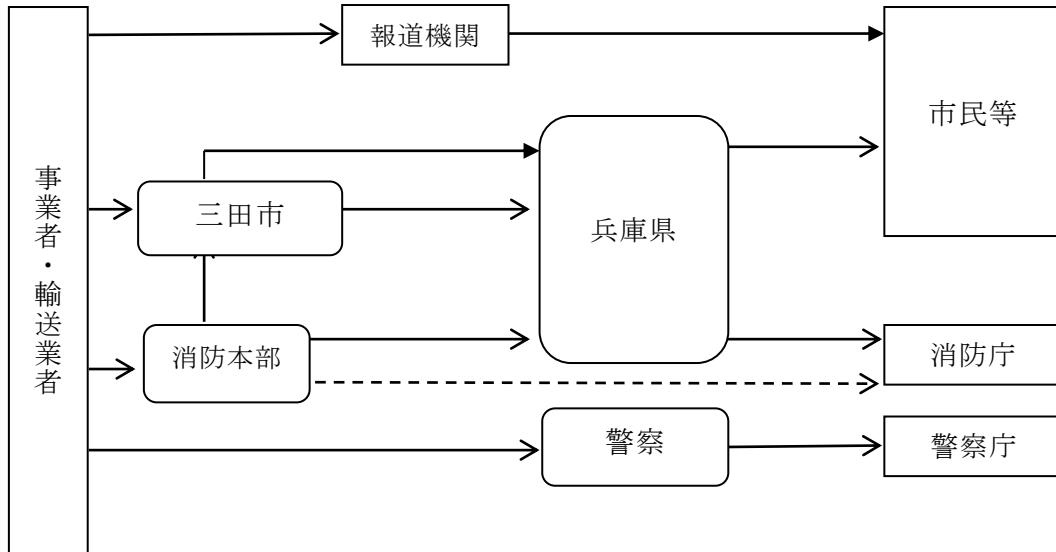 報道機関
市民等
事業者・輸送業者
三田市
兵庫県
消防本部
消防庁
警察
警察庁